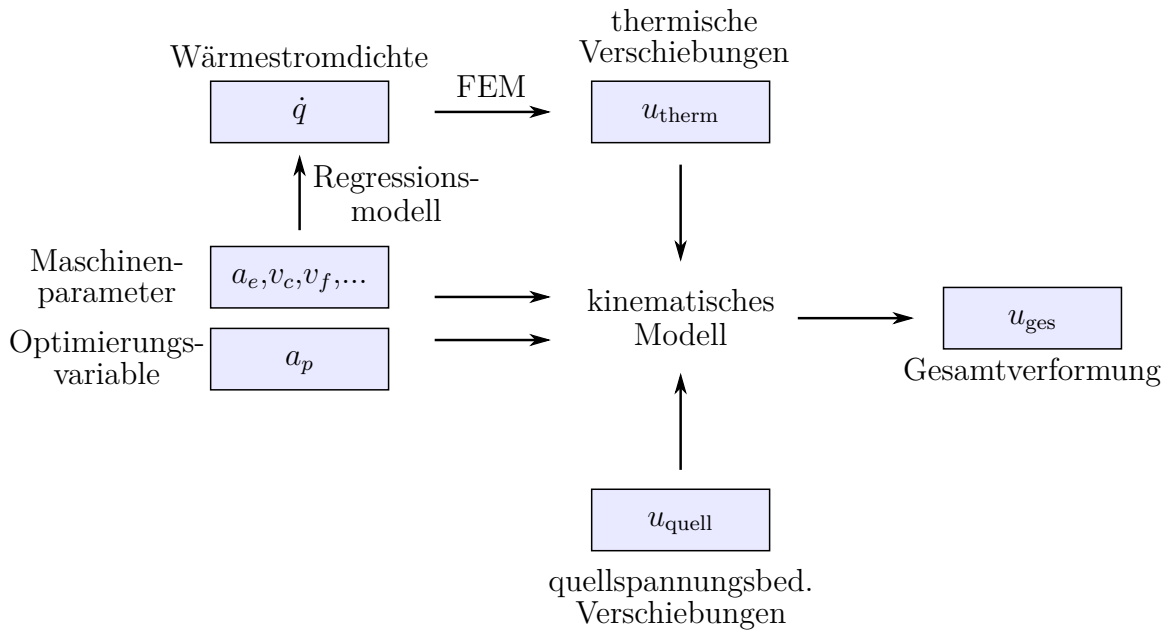 thermische
Verschiebungen
Wärmestromdichte
q̇
FEM
u_therm
Regressions-
modell
Maschinen-
parameter
a_e,v_c,v_f,...
Optimierungs-
variable
a_p
kinematisches
Modell
u_ges
Gesamtverformung
u_quell
quellspannungsbed.
Verschiebungen